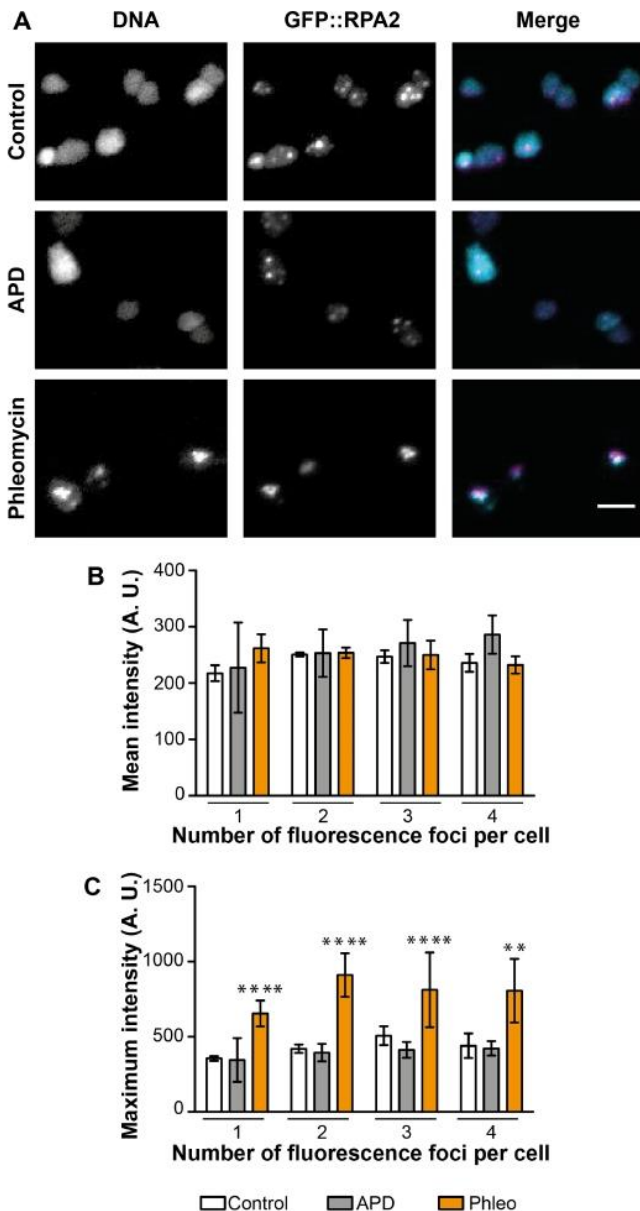 A
DNA GFP::RPA2 Merge
Control
APD
Phleomycin
B
Mean intensity (A. U.)
400
300
200
100
0
1 2 3 4
Number of fluorescence foci per cell
C
Maximum intensity (A. U.)
1500
1000
500
0
**** **** **** **
1 2 3 4
Number of fluorescence foci per cell
Control APD Phleo